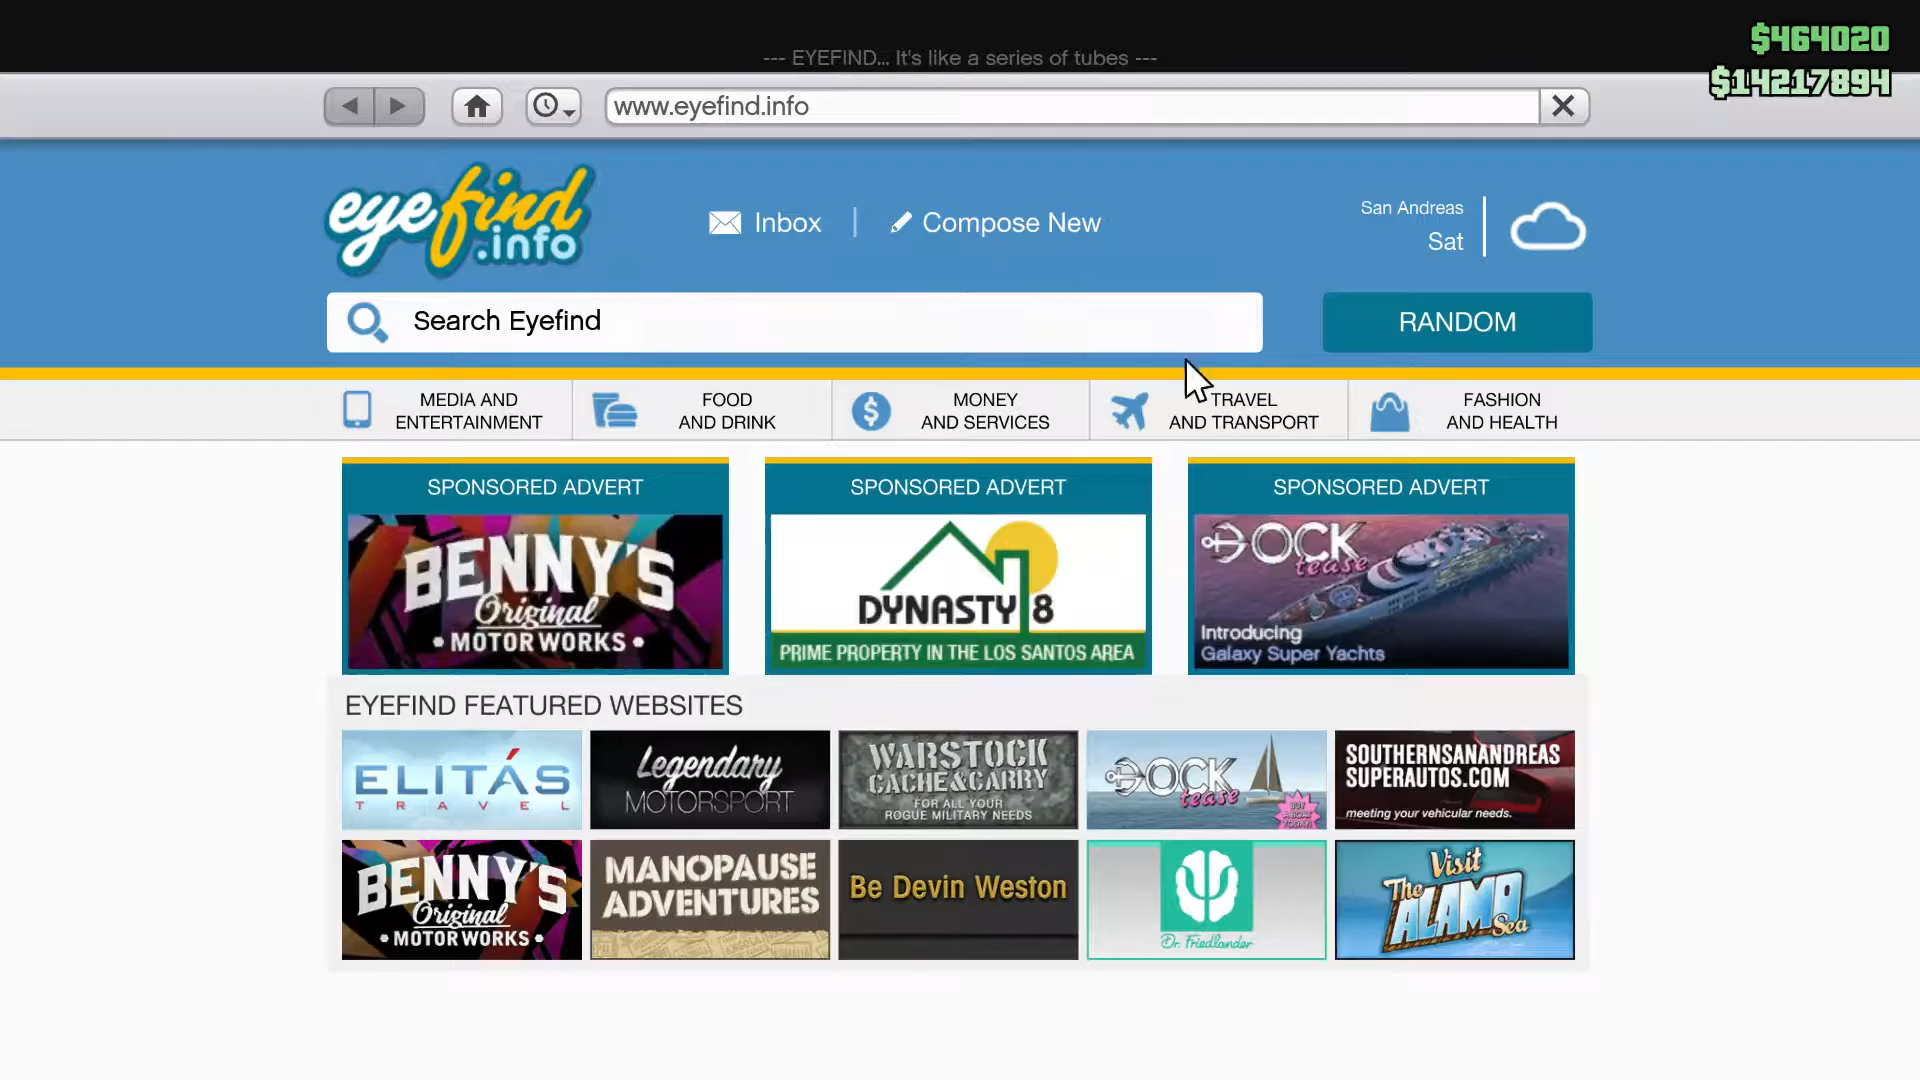 $464020
--- EYEFIND... It's like a series of tubes ---
$14217894
www.eyefind.info
eyefind
.info
Inbox
Compose New
San Andreas
Sat
Search Eyefind
RANDOM
MEDIA AND
ENTERTAINMENT
FOOD
AND DRINK
MONEY
AND SERVICES
TRAVEL
AND TRANSPORT
FASHION
AND HEALTH
SPONSORED ADVERT
BENNY'S
Original
• MOTOR WORKS •
SPONSORED ADVERT
DYNASTY 8
PRIME PROPERTY IN THE LOS SANTOS AREA
SPONSORED ADVERT
DOCK
tease
Introducing
Galaxy Super Yachts
EYEFIND FEATURED WEBSITES
ELITÁS
TRAVEL
Legendary
MOTORSPORT
WARSTOCK
CACHE&CARRY
FOR ALL YOUR
ROGUE MILITARY NEEDS
DOCK
tease
BUY
A BOAT
TODAY!
SOUTHERNSANANDREAS
SUPERAUTOS.COM
meeting your vehicular needs.
BENNY'S
Original
• MOTOR WORKS •
MANOPAUSE
ADVENTURES
Be Devin Weston
Dr. Friedlander
Visit
The
ALAMO
Sea